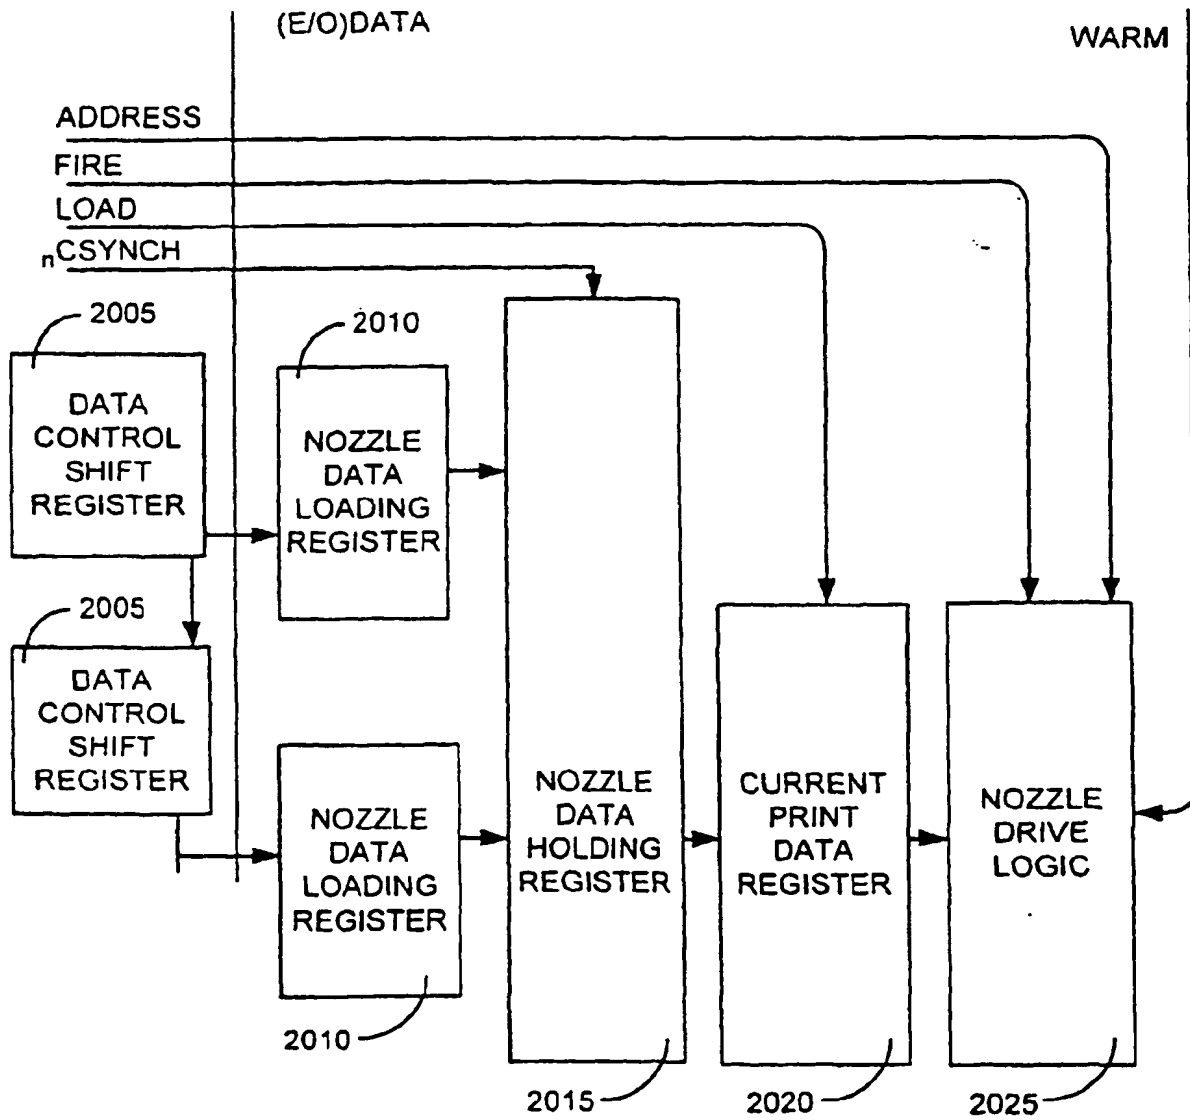 (E/O)DATA
WARM
ADDRESS
FIRE
LOAD
nCSYNCH
2005
DATA
CONTROL
SHIFT
REGISTER
2010
NOZZLE
DATA
LOADING
REGISTER
2005
DATA
CONTROL
SHIFT
REGISTER
NOZZLE
DATA
LOADING
REGISTER
2010
NOZZLE
DATA
HOLDING
REGISTER
2015
CURRENT
PRINT
DATA
REGISTER
2020
NOZZLE
DRIVE
LOGIC
2025